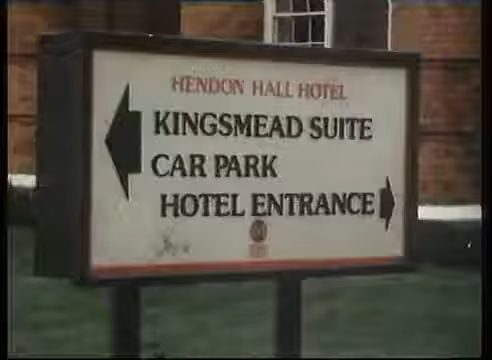 HENDON HALL HOTEL
KINGSMEAD SUITE
CAR PARK
HOTEL ENTRANCE